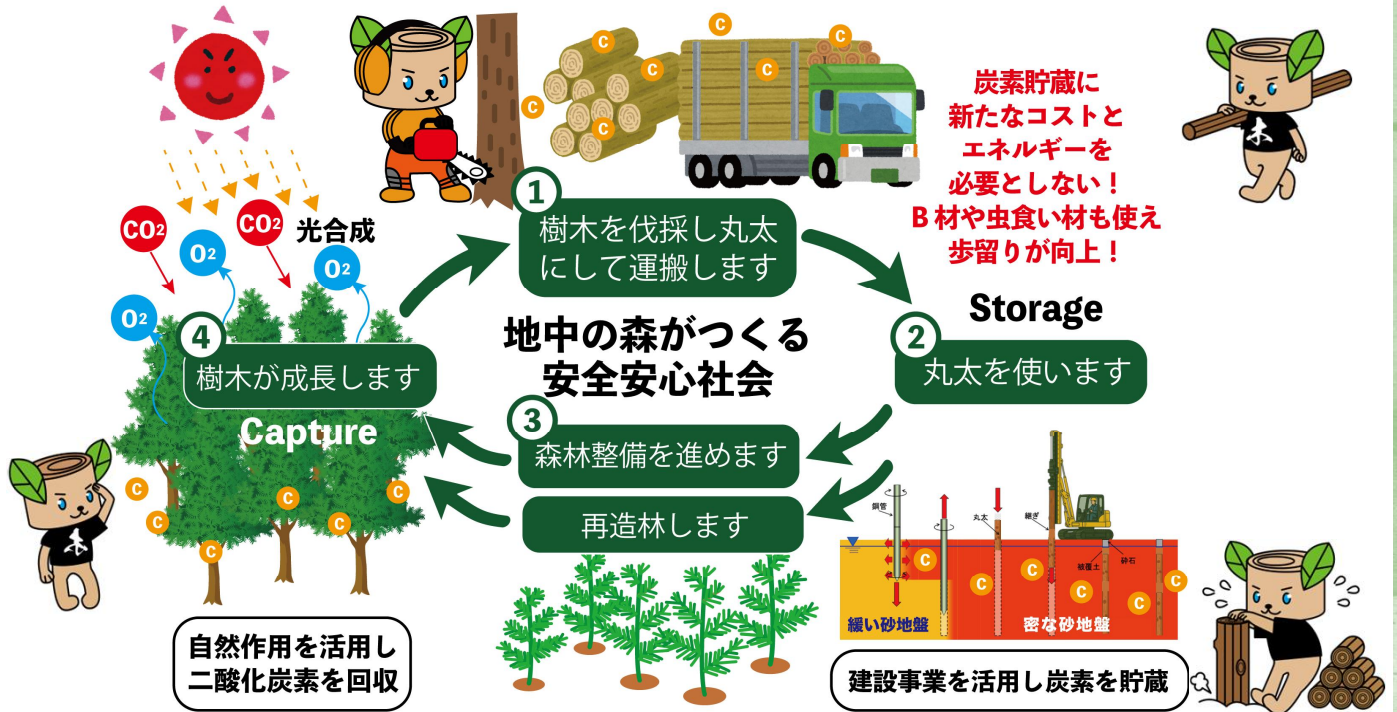 炭素貯蔵に
新たなコストと
エネルギーを
必要としない！
B材や虫食い材も使え
歩留りが向上！
木
C
C
C
C
C
C
①
樹木を伐採し丸太
にして運搬します
CO2
CO2
光合成
O2
O2
O2
Storage
②
丸太を使います
地中の森がつくる
安全安心社会
④
樹木が成長します
Capture
③
森林整備を進めます
再造林します
木
C
C
C
C
C
C
鋼管
丸太
継ぎ
被覆土
砕石
C
C
C
C
C
C
緩い砂地盤
密な砂地盤
自然作用を活用し
二酸化炭素を回収
建設事業を活用し炭素を貯蔵